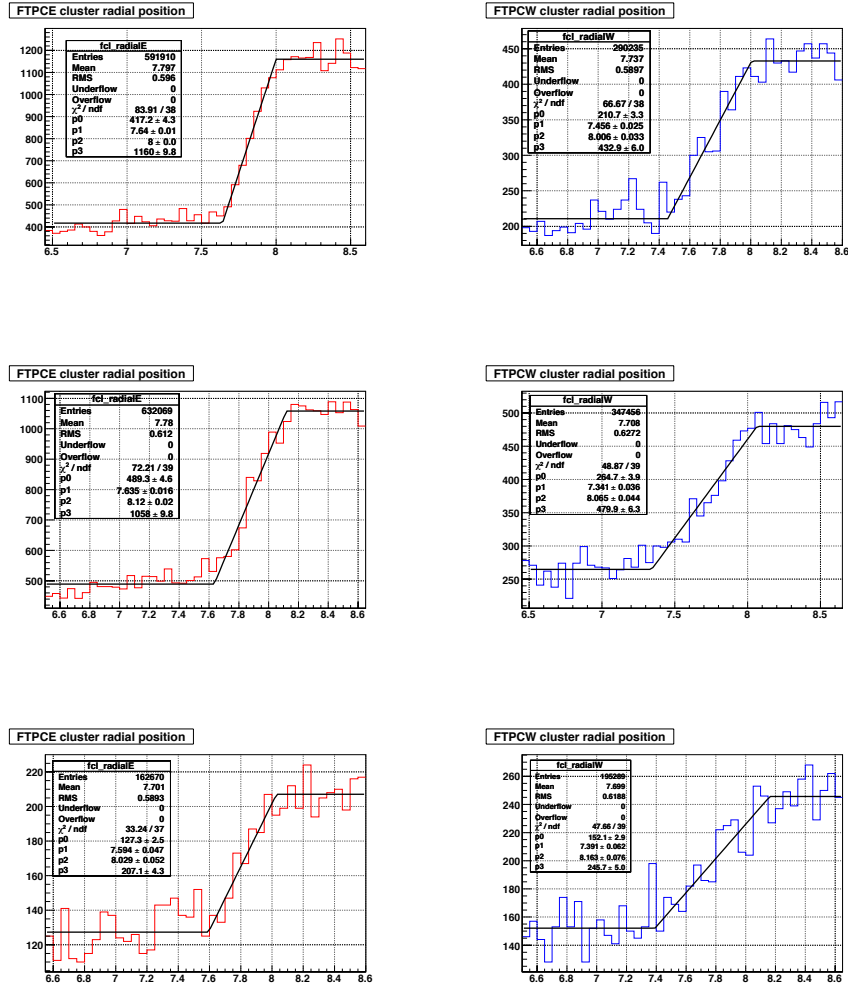 FTPCE cluster radial position
fcl_radialE
Entries 591910
Mean 7.797
RMS 0.596
Underflow 0
Overflow 0
χ² / ndf 83.91 / 38
p0 417.2 ± 4.3
p1 7.64 ± 0.01
p2 8 ± 0.0
p3 1160 ± 9.8
1200
1100
1000
900
800
700
600
500
400
6.5 7 7.5 8 8.5
FTPCW cluster radial position
fcl_radialW
Entries 290235
Mean 7.737
RMS 0.5897
Underflow 0
Overflow 0
χ² / ndf 66.67 / 38
p0 210.7 ± 3.3
p1 7.456 ± 0.025
p2 8.006 ± 0.033
p3 432.9 ± 6.0
450
400
350
300
250
200
6.6 6.8 7 7.2 7.4 7.6 7.8 8 8.2 8.4 8.6
FTPCE cluster radial position
fcl_radialE
Entries 632069
Mean 7.78
RMS 0.612
Underflow 0
Overflow 0
χ² / ndf 72.21 / 39
p0 489.3 ± 4.6
p1 7.635 ± 0.016
p2 8.12 ± 0.02
p3 1058 ± 9.8
1100
1000
900
800
700
600
500
6.6 6.8 7 7.2 7.4 7.6 7.8 8 8.2 8.4 8.6
FTPCW cluster radial position
fcl_radialW
Entries 347456
Mean 7.708
RMS 0.6272
Underflow 0
Overflow 0
χ² / ndf 48.87 / 39
p0 264.7 ± 3.9
p1 7.341 ± 0.036
p2 8.065 ± 0.044
p3 479.9 ± 6.3
500
450
400
350
300
250
6.5 7 7.5 8 8.5
FTPCE cluster radial position
fcl_radialE
Entries 162670
Mean 7.701
RMS 0.5893
Underflow 0
Overflow 0
χ² / ndf 33.24 / 37
p0 127.3 ± 2.5
p1 7.594 ± 0.047
p2 8.029 ± 0.052
p3 207.1 ± 4.3
220
200
180
160
140
120
6.6 6.8 7 7.2 7.4 7.6 7.8 8 8.2 8.4 8.6
FTPCW cluster radial position
fcl_radialW
Entries 195289
Mean 7.699
RMS 0.6188
Underflow 0
Overflow 0
χ² / ndf 47.66 / 39
p0 152.1 ± 2.9
p1 7.391 ± 0.062
p2 8.163 ± 0.076
p3 245.7 ± 5.0
260
240
220
200
180
160
140
6.6 6.8 7 7.2 7.4 7.6 7.8 8 8.2 8.4 8.6